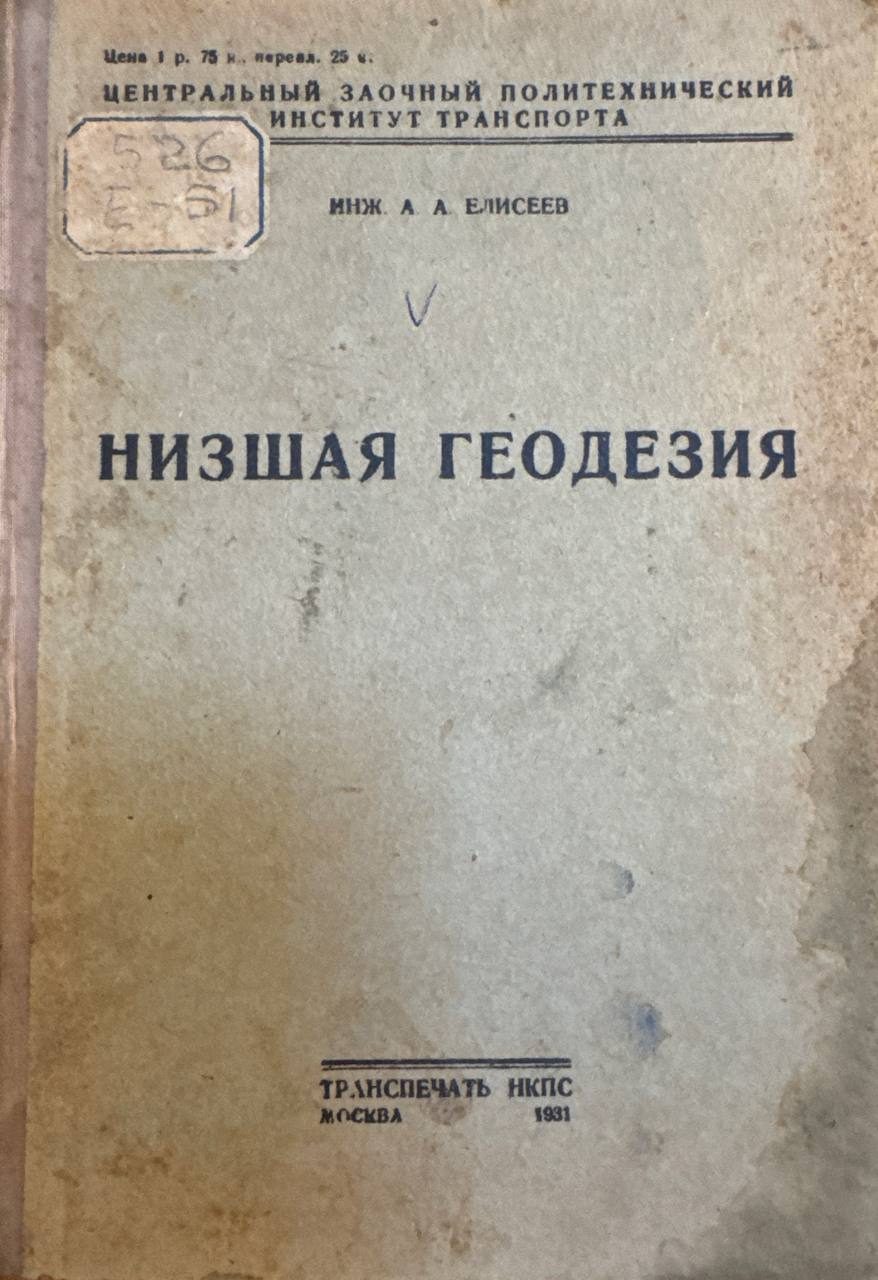 Цена 1 р. 75 к., перепл. 25 к.
ЦЕНТРАЛЬНЫЙ ЗАОЧНЫЙ ПОЛИТЕХНИЧЕСКИЙ
ИНСТИТУТ ТРАНСПОРТА
526
Е-51
ИНЖ. А. А. ЕЛИСЕЕВ
НИЗШАЯ ГЕОДЕЗИЯ
ТРАНСПЕЧАТЬ НКПС
МОСКВА 1931